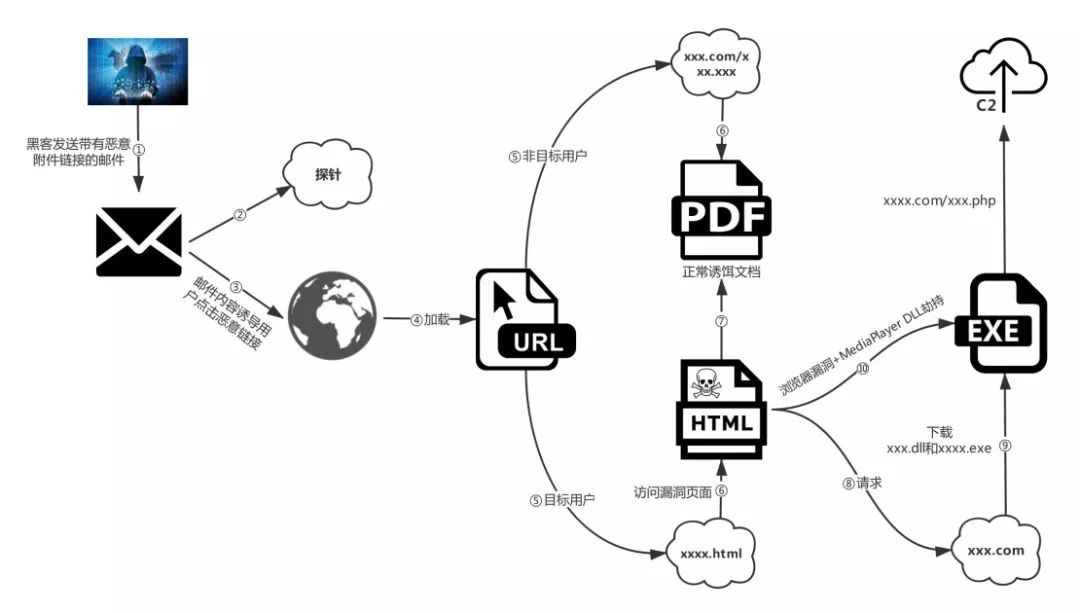 黑客发送带有恶意
附件链接的邮件
①
探针
②
③
邮件内容诱导用
户点击恶意链接
④加载
URL
⑤非目标用户
xxx.com/x
xx.xxx
⑥
PDF
正常诱饵文档
⑦
HTML
访问漏洞页面⑥
⑤目标用户
xxxx.html
浏览器漏洞+MediaPlayer DLL劫持
⑩
⑧请求
xxx.com
下载
xxx.dll和xxxx.exe
⑨
EXE
xxxx.com/xxx.php
C2